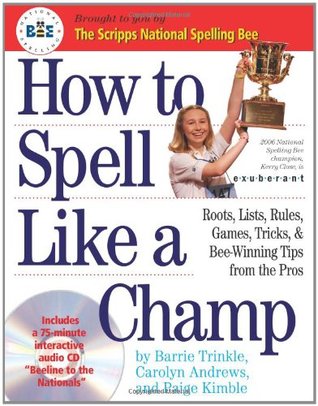 NATIONAL
BEE
SPELLING
Brought to you by
The Scripps National Spelling Bee
How to
Spell
Like a
Champ
2006 National
Spelling Bee
champion,
Kerry Close, is
exuberant
Roots, Lists, Rules,
Games, Tricks, &
Bee-Winning Tips
from the Pros
Includes
a 75-minute
interactive
audio CD
"Beeline to the
Nationals"
by Barrie Trinkle,
Carolyn Andrews,
and Paige Kimble